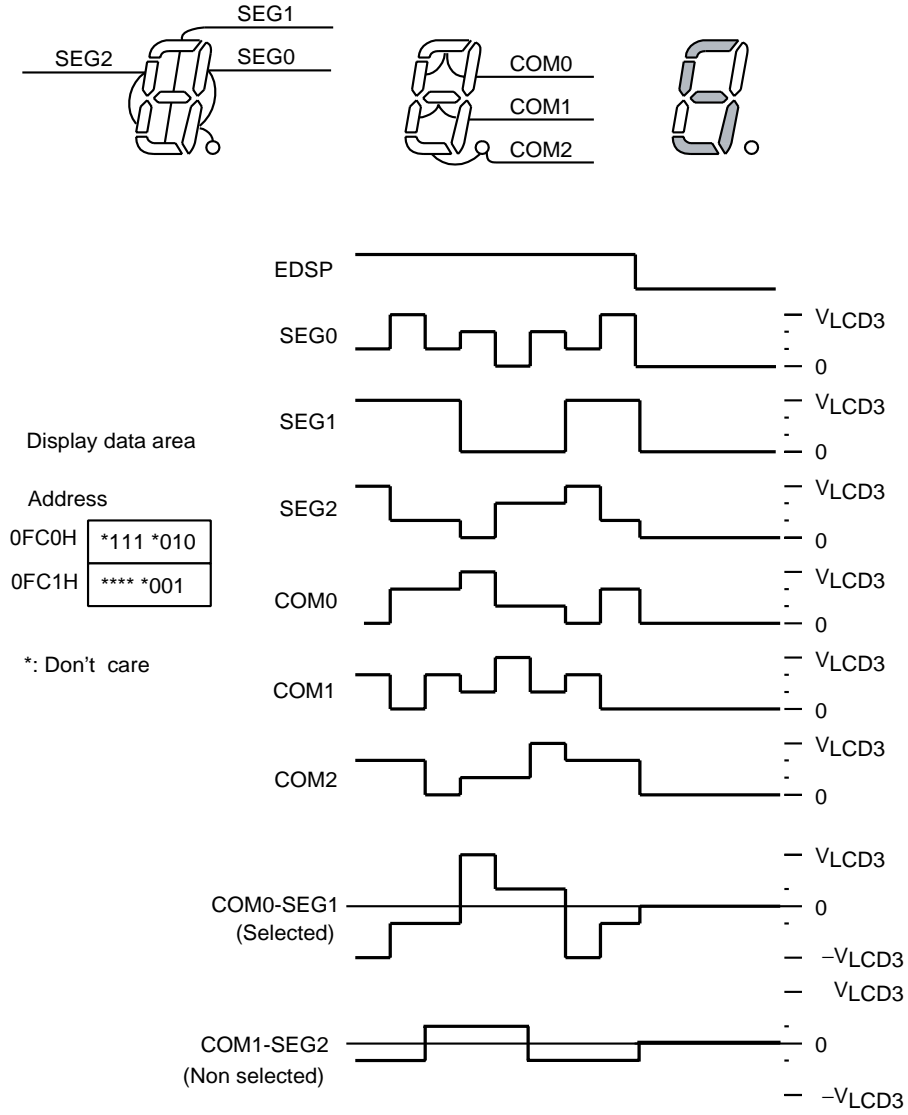 SEG1
SEG2
SEG0
COM0
COM1
COM2
EDSP
SEG0
VLCD3
0
SEG1
VLCD3
0
Display data area
SEG2
VLCD3
0
Address
0FC0H *111 *010
0FC1H **** *001
COM0
VLCD3
0
*: Don't care
COM1
VLCD3
0
COM2
VLCD3
0
COM0-SEG1
(Selected)
VLCD3
0
−VLCD3
COM1-SEG2
(Non selected)
VLCD3
0
−VLCD3